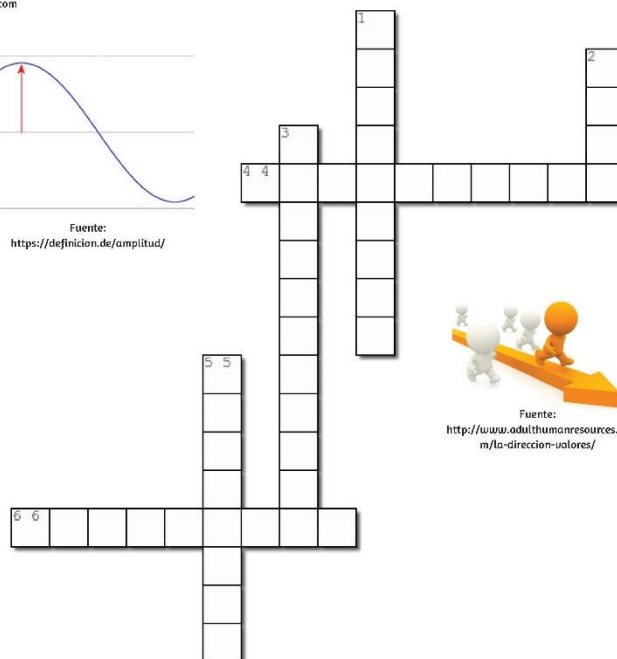 com
1
2
3
4 4
Fuente:
https://definicion.de/amplitud/
5 5
Fuente:
http://www.adulthumanresources.
m/la-direccion-valores/
6 6